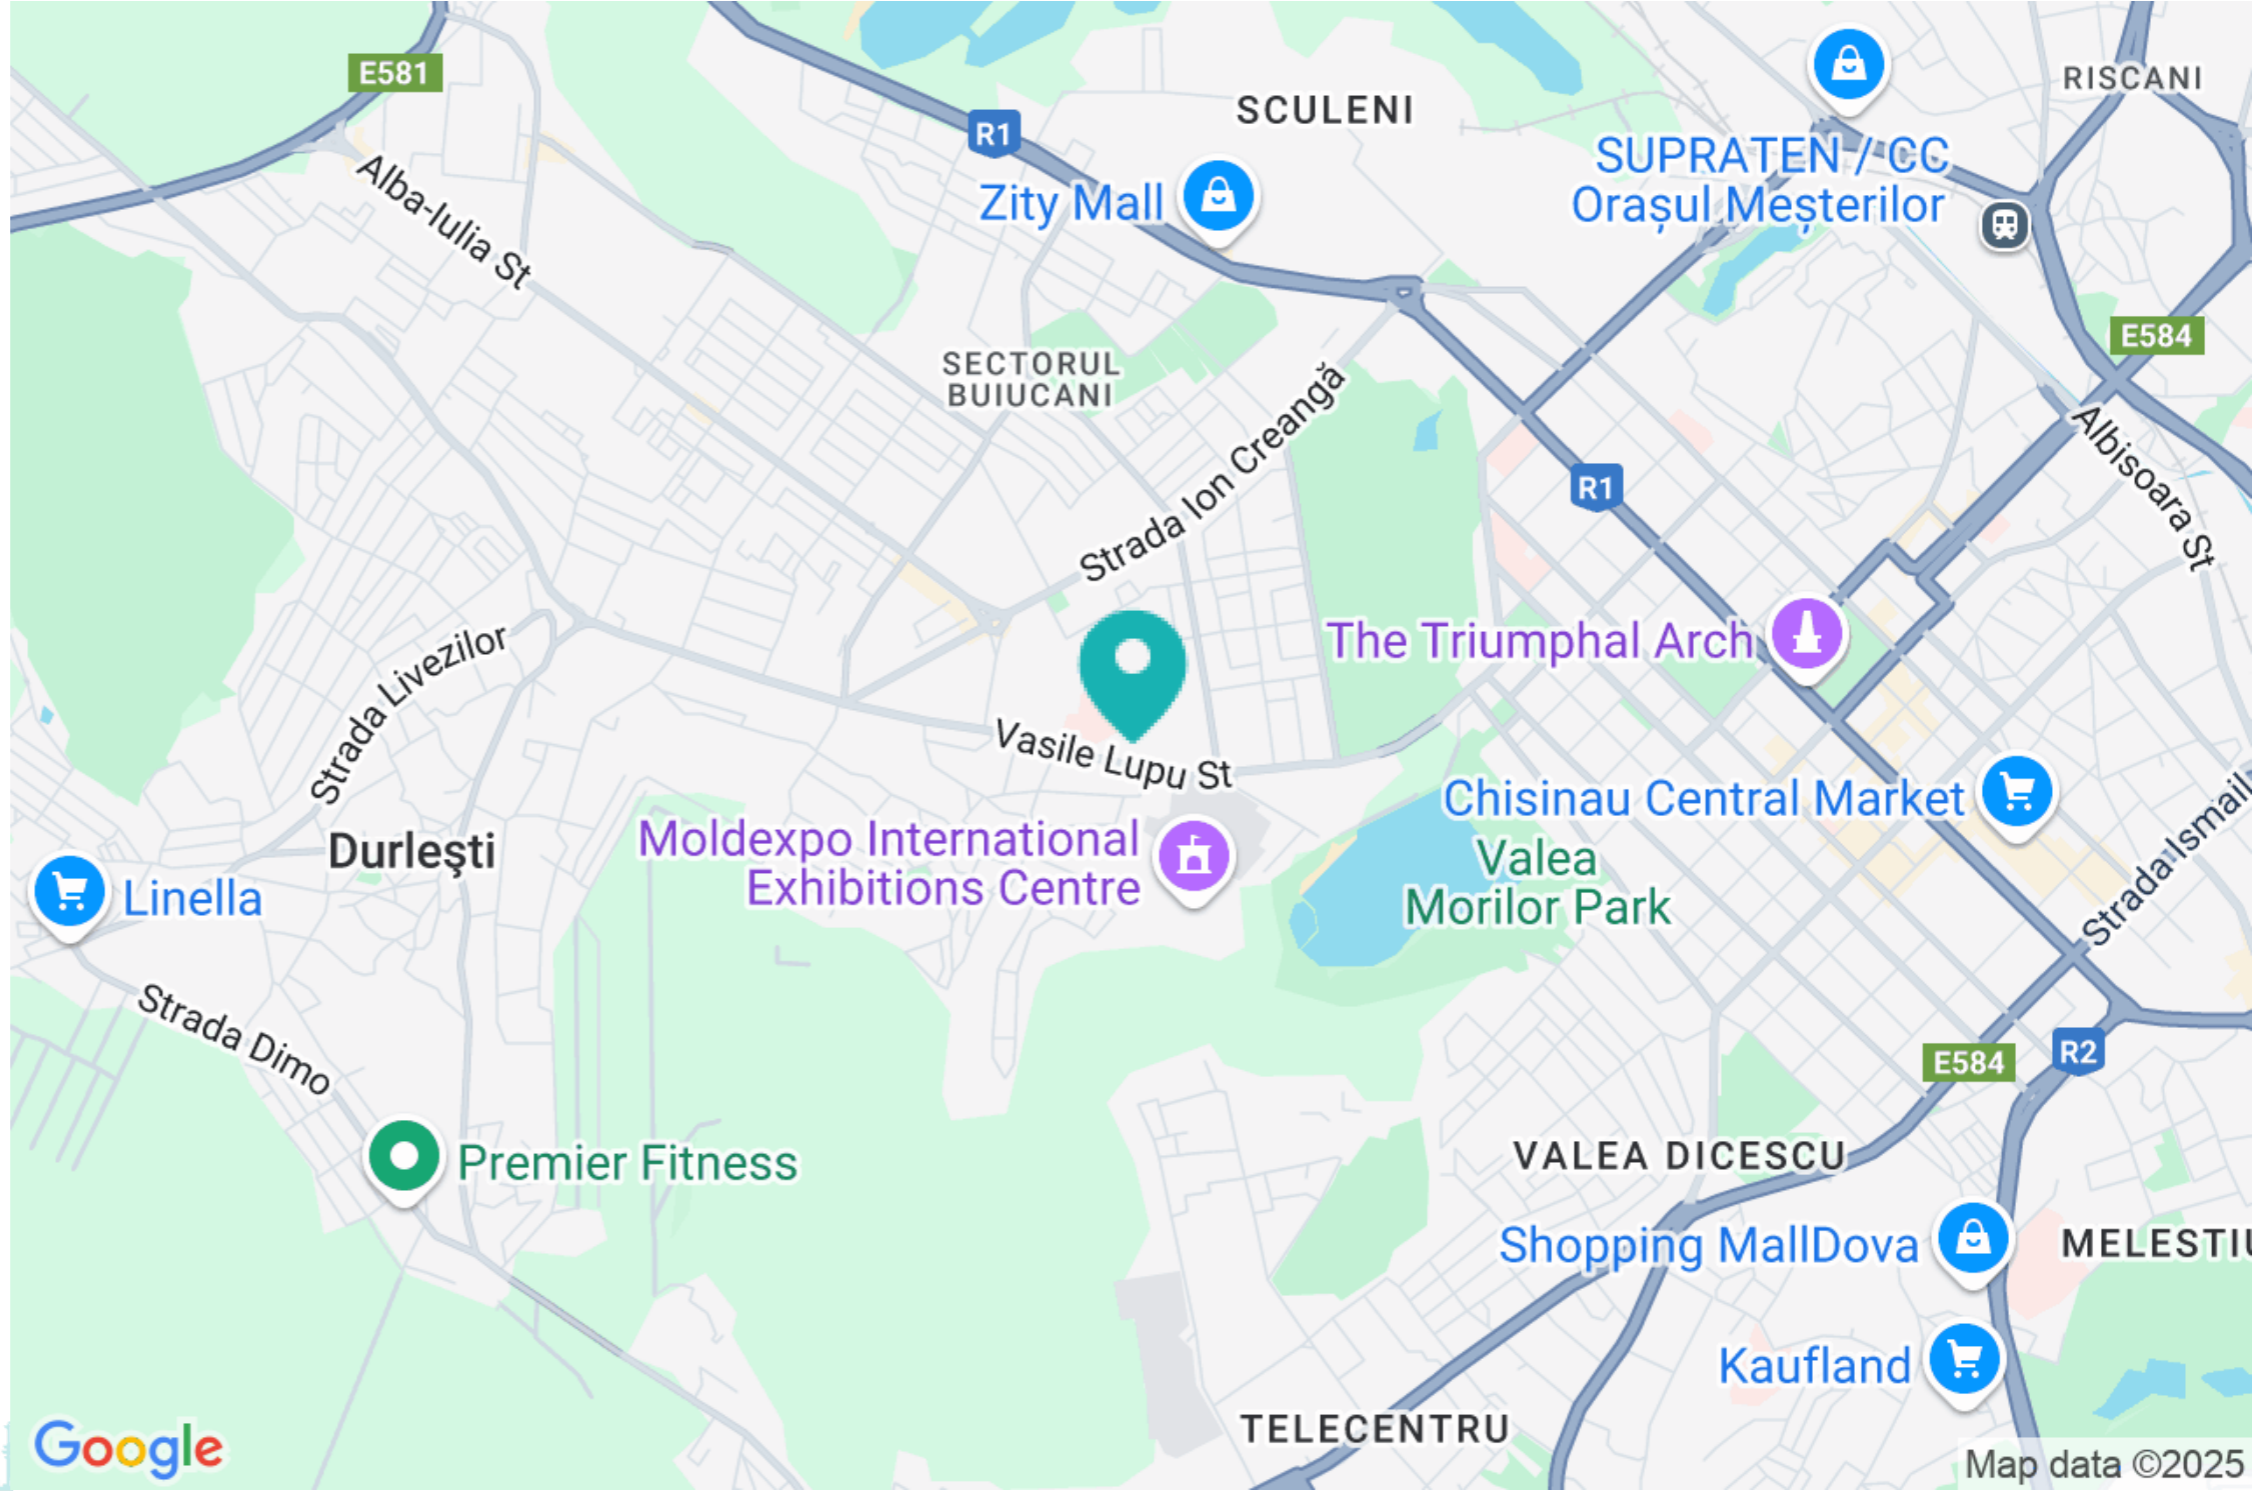 E581
R1
SCULENI
RISCANI
SUPRATEN / CC
Orașul Meșterilor
Zity Mall
Alba-Iulia St
E584
SECTORUL
BUIUCANI
Strada Ion Creangă
Albisoara St
R1
The Triumphal Arch
Strada Livezilor
Vasile Lupu St
Chisinau Central Market
Strada Ismail
Durleşti
Moldexpo International
Exhibitions Centre
Valea
Morilor Park
Linella
Strada Dimo
E584
R2
Premier Fitness
VALEA DICESCU
Shopping MallDova
MELESTIU
Kaufland
TELECENTRU
Google
Map data ©2025